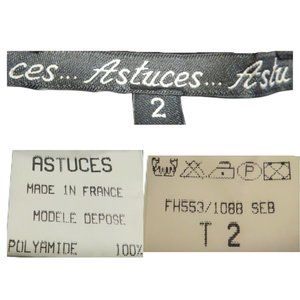 ces... Astuces... Astu
2
ASTUCES
MADE IN FRANCE
MODELE DEPOSE
POLYAMIDE 100%
P
FH553/1088 SEB
T 2